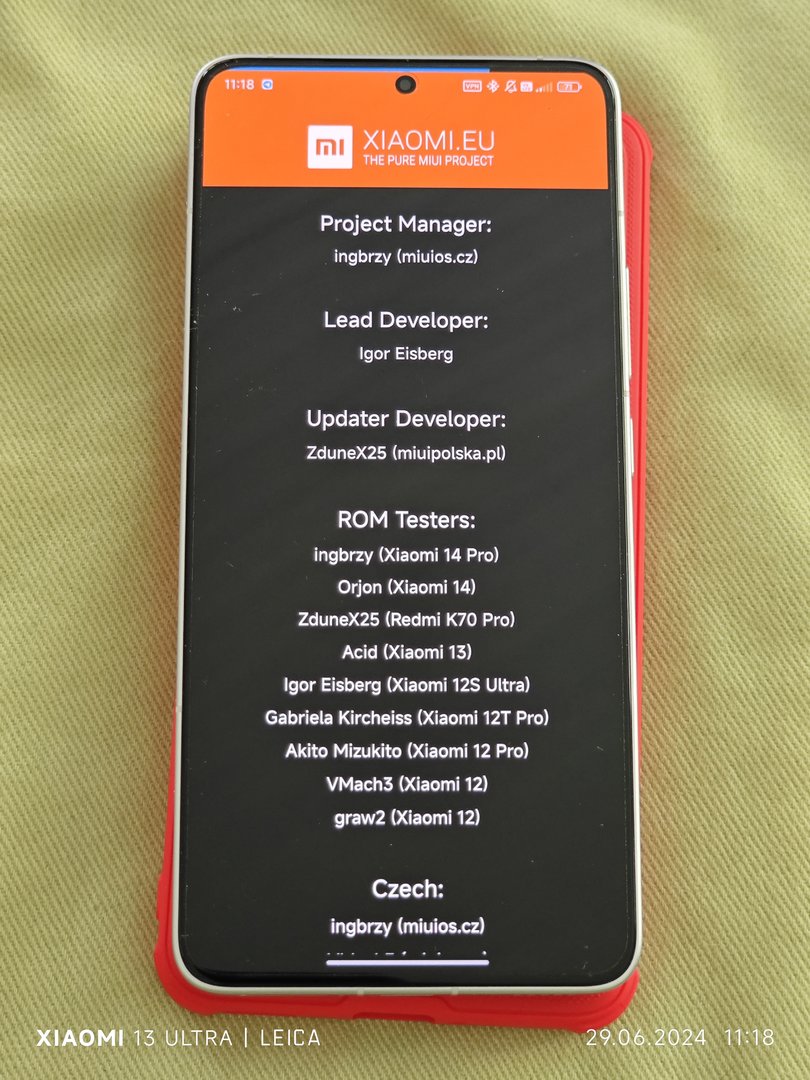 11:18
VPN
mi
XIAOMI.EU
THE PURE MIUI PROJECT
Project Manager:
ingbrzy (miuios.cz)
Lead Developer:
Igor Eisberg
Updater Developer:
ZduneX25 (miuipolska.pl)
ROM Testers:
ingbrzy (Xiaomi 14 Pro)
Orjon (Xiaomi 14)
ZduneX25 (Redmi K70 Pro)
Acid (Xiaomi 13)
Igor Eisberg (Xiaomi 12S Ultra)
Gabriela Kircheiss (Xiaomi 12T Pro)
Akito Mizukito (Xiaomi 12 Pro)
VMach3 (Xiaomi 12)
graw2 (Xiaomi 12)
Czech:
ingbrzy (miuios.cz)
XIAOMI 13 ULTRA | LEICA
29.06.2024 11:18